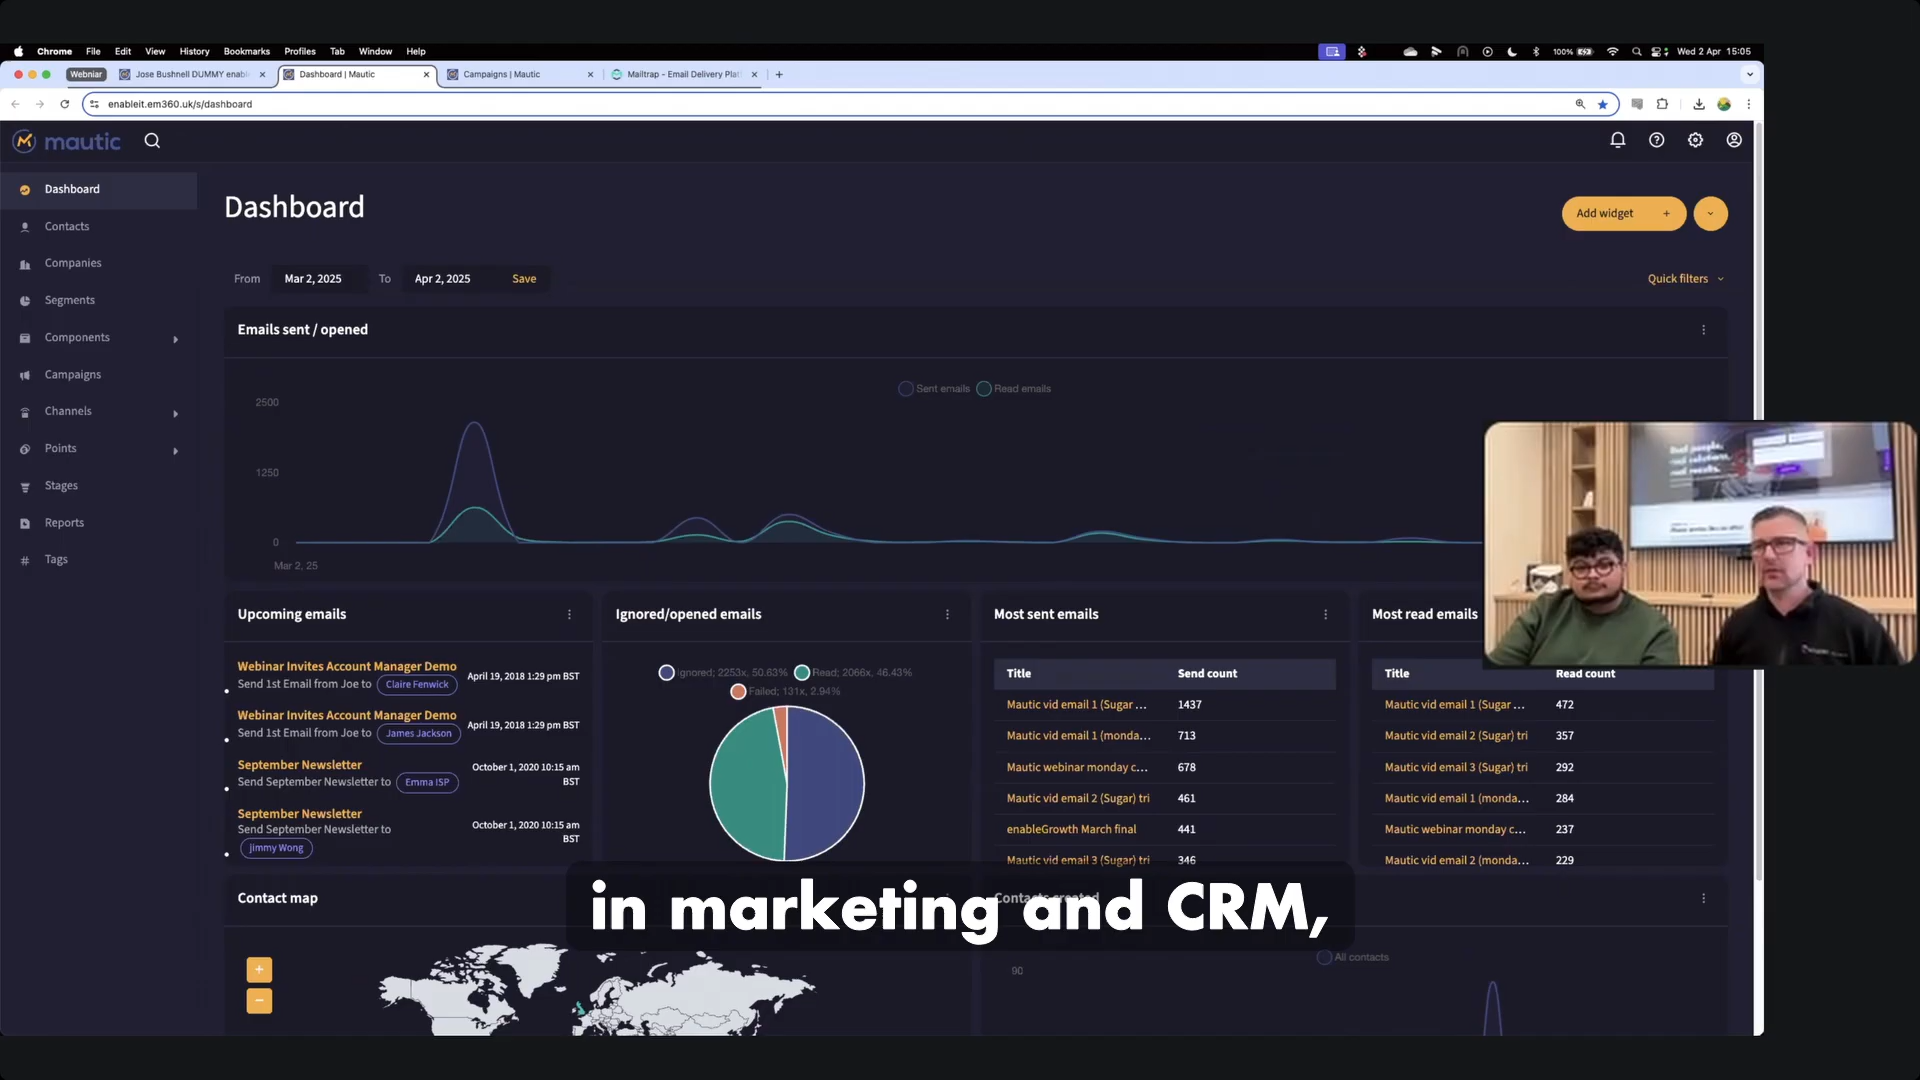 Chrome File Edit View History Bookmarks Profiles Tab Window Help
100% Wed 2 Apr 15:05
Webniar
Jose Bushnell DUMMY enabl
Dashboard | Mautic
Campaigns | Mautic
Mailtrap - Email Delivery Plat
enableit.em360.uk/s/dashboard
mautic
Dashboard
Contacts
Companies
Segments
Components
Campaigns
Channels
Points
Stages
Reports
Tags
Dashboard
Add widget +
From Mar 2, 2025 To Apr 2, 2025 Save
Quick filters
Emails sent / opened
Sent emails Read emails
2500
1250
0
Mar 2, 25
Upcoming emails
Webinar Invites Account Manager Demo
Send 1st Email from Joe to Claire Fenwick
April 19, 2018 1:29 pm BST
Webinar Invites Account Manager Demo
Send 1st Email from Joe to James Jackson
April 19, 2018 1:29 pm BST
September Newsletter
Send September Newsletter to Emma ISP
October 1, 2020 10:15 am
BST
September Newsletter
Send September Newsletter to
Jimmy Wong
October 1, 2020 10:15 am
BST
Ignored/opened emails
Ignored; 2253x, 50.63% Read; 2066x, 46.43%
Failed; 131x, 2.94%
Most sent emails
Title Send count
Mautic vid email 1 (Sugar ... 1437
Mautic vid email 1 (monda... 713
Mautic webinar monday c... 678
Mautic vid email 2 (Sugar) tri 461
enableGrowth March final 441
Mautic vid email 3 (Sugar) tri 346
Most read emails
Title Read count
Mautic vid email 1 (Sugar ... 472
Mautic vid email 2 (Sugar) tri 357
Mautic vid email 3 (Sugar) tri 292
Mautic vid email 1 (monda... 284
Mautic webinar monday c... 237
Mautic vid email 2 (monda... 229
Real people,
real solutions,
real results.
Contact map
+
−
Contacts created
All contacts
90
in marketing and CRM,